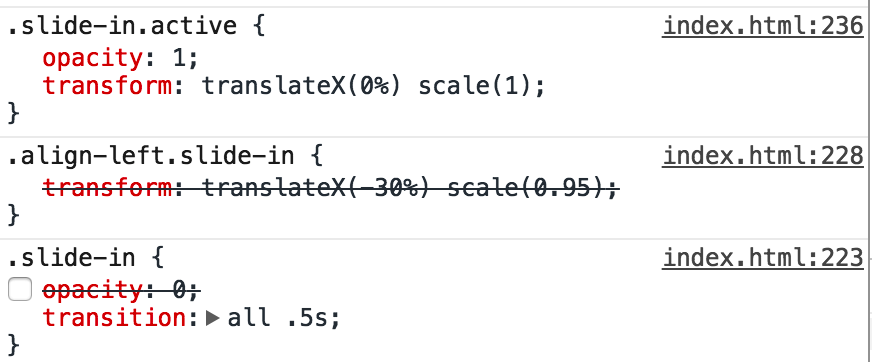 .slide-in.active { index.html:236
opacity: 1;
transform: translateX(0%) scale(1);
}
.align-left.slide-in { index.html:228
transform: translateX(-30%) scale(0.95);
}
.slide-in { index.html:223
opacity: 0;
transition: ▶ all .5s;
}